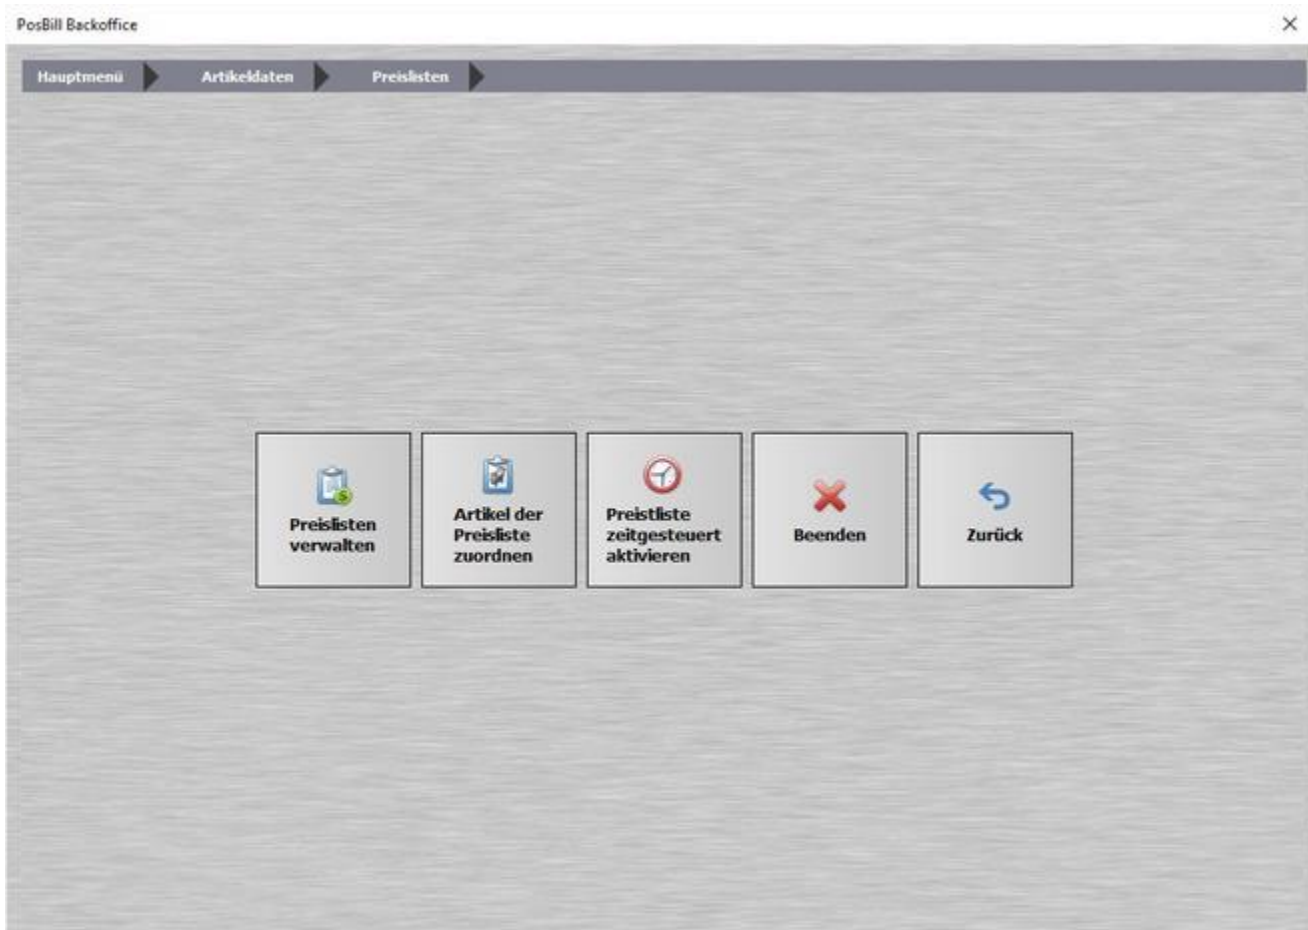 PosBill Backoffice
Hauptmenü
Artikeldaten
Preislisten
Preislisten
verwalten
Artikel der
Preisliste
zuordnen
Preistliste
zeitgesteuert
aktivieren
Beenden
Zurück